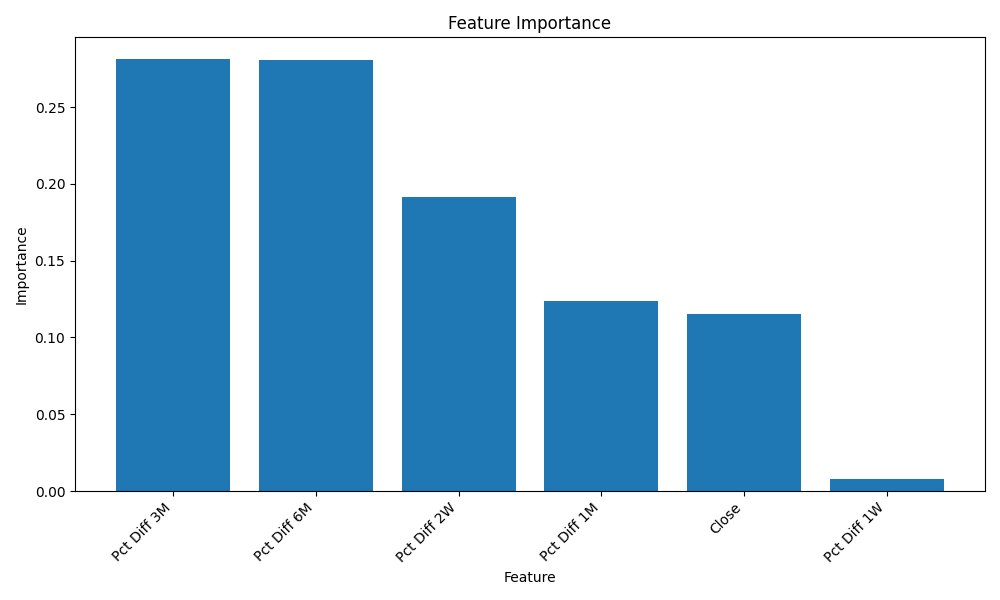 Feature Importance
Importance
0.25
0.20
0.15
0.10
0.05
0.00
Pct Diff 3M
Pct Diff 6M
Pct Diff 2W
Pct Diff 1M
Close
Pct Diff 1W
Feature